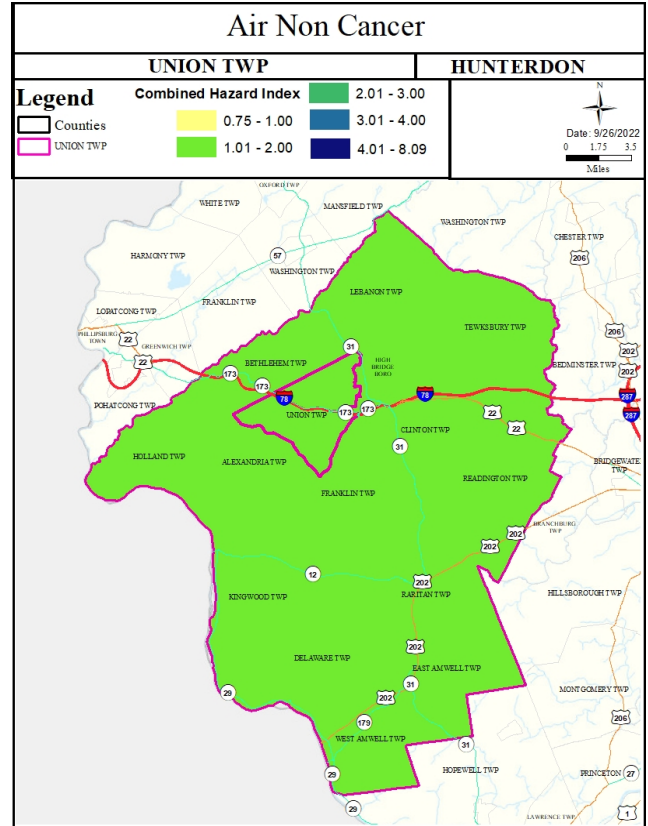 Air Non Cancer
UNION TWP
HUNTERDON
Legend
Counties
UNION TWP
Combined Hazard Index
0.75 - 1.00
1.01 - 2.00
2.01 - 3.00
3.01 - 4.00
4.01 - 8.09
N
Date: 9/26/2022
0 1.75 3.5
Miles
OXFORD TWP
WHITE TWP
MANSFIELD TWP
WASHINGTON TWP
CHESTER TWP
206
HARMONY TWP
57
WASHINGTON TWP
LEBANON TWP
FRANKLIN TWP
LOPATCONG TWP
TEWKSBURY TWP
PHILLIPSBURG
TOWN
22
GREENWICH TWP
22
31
206
202
BEDMINSTER TWP
202
BETHLEHEM TWP
HIGH
BRIDGE
BORO
173
173
78
78
287
287
POHATCONG TWP
UNION TWP
173
173
22
22
CLINTON TWP
31
HOLLAND TWP
ALEXANDRIA TWP
BRIDGEWATE
TWP
READINGTON TWP
FRANKLIN TWP
BRANCHBURG
TWP
202
202
12
202
KINGWOOD TWP
RARITAN TWP
HILLSBOROUGH TWP
202
DELAWARE TWP
EAST AMWELL TWP
31
29
202
MONTGOMERY TWP
206
179
WEST AMWELL TWP
31
29
HOPEWELL TWP
PRINCETON
27
29
LAWRENCE TWP
1